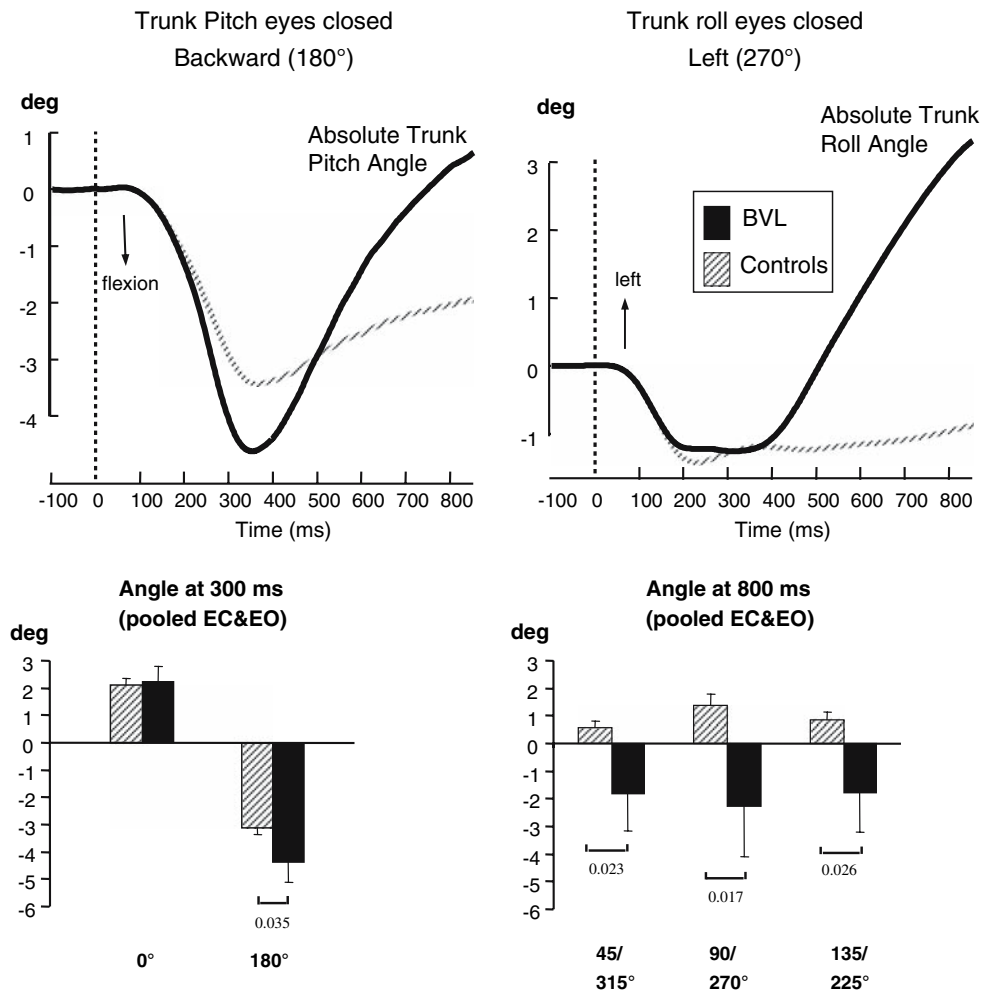 Trunk Pitch eyes closed
Backward (180°)
deg
Absolute Trunk
Pitch Angle
1
0
-1
-2
-3
-4
flexion
-100 0 100 200 300 400 500 600 700 800
Time (ms)
Trunk roll eyes closed
Left (270°)
deg
Absolute Trunk
Roll Angle
3
2
1
0
-1
BVL
Controls
left
-100 0 100 200 300 400 500 600 700 800
Time (ms)
Angle at 300 ms
(pooled EC&EO)
deg
3
2
1
0
-1
-2
-3
-4
-5
-6
0.035
0° 180°
Angle at 800 ms
(pooled EC&EO)
deg
3
2
1
0
-1
-2
-3
-4
-5
-6
0.023
0.017
0.026
45/ 90/ 135/
315° 270° 225°